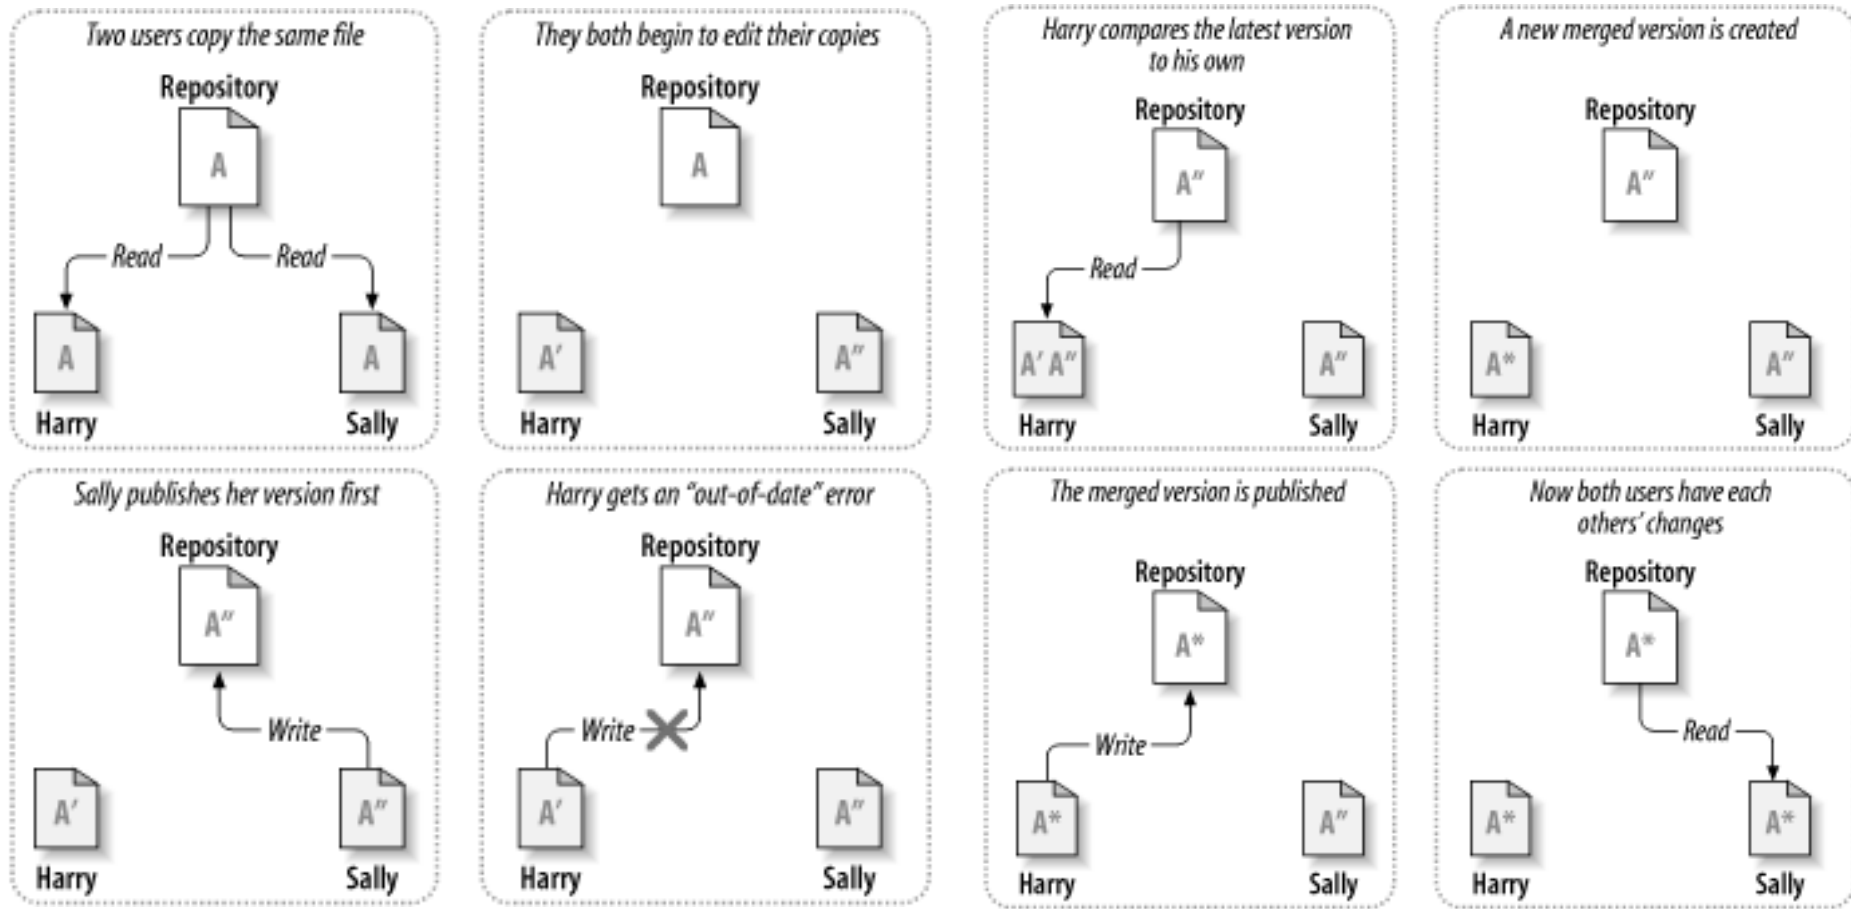 Two users copy the same file
Repository
A
Read
Read
A
A
Harry
Sally
They both begin to edit their copies
Repository
A
A′
A″
Harry
Sally
Sally publishes her version first
Repository
A″
Write
A′
A″
Harry
Sally
Harry gets an “out-of-date” error
Repository
A″
Write
A′
A″
Harry
Sally
Harry compares the latest version
to his own
Repository
A″
Read
A′ A″
A″
Harry
Sally
A new merged version is created
Repository
A″
A*
A″
Harry
Sally
The merged version is published
Repository
A*
Write
A*
A″
Harry
Sally
Now both users have each
others’ changes
Repository
A*
Read
A*
A*
Harry
Sally